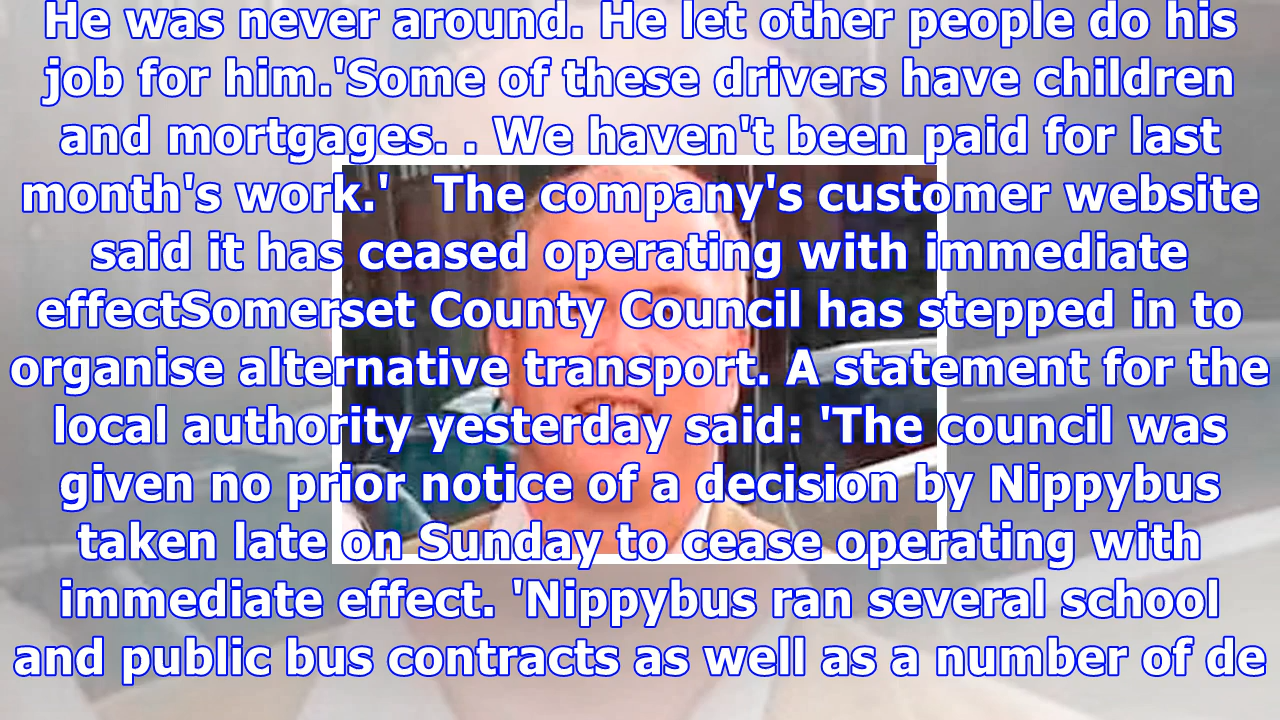 He was never around. He let other people do his
job for him.'Some of these drivers have children
and mortgages. . We haven't been paid for last
month's work.'   The company's customer website
said it has ceased operating with immediate
effectSomerset County Council has stepped in to
organise alternative transport. A statement for the
local authority yesterday said: 'The council was
given no prior notice of a decision by Nippybus
taken late on Sunday to cease operating with
immediate effect. 'Nippybus ran several school
and public bus contracts as well as a number of de